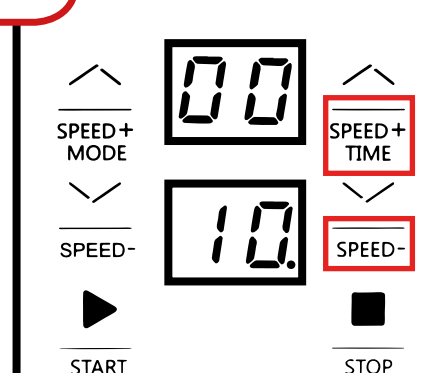 00
SPEED+
MODE
SPEED+
TIME
10.
SPEED-
SPEED-
START
STOP